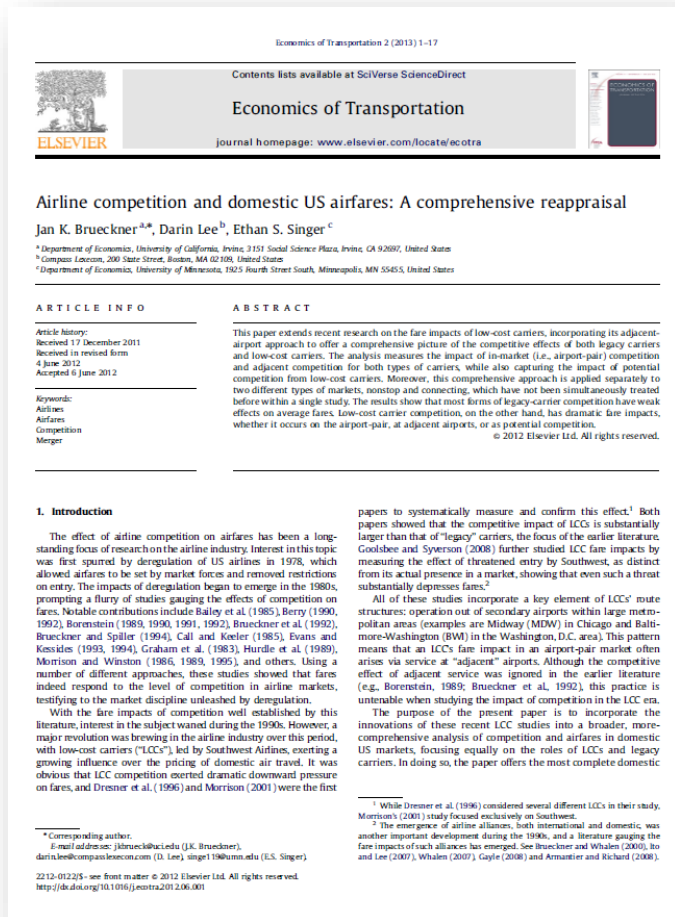 Economics of Transportation 2 (2013) 1–17
Contents lists available at SciVerse ScienceDirect
Economics of Transportation
journal homepage: www.elsevier.com/locate/ecotra
ELSEVIER
ECONOMICS OF
TRANSPORTATION
Airline competition and domestic US airfares: A comprehensive reappraisal
Jan K. Brueckner a,*, Darin Lee b, Ethan S. Singer c
a Department of Economics, University of California, Irvine, 3151 Social Science Plaza, Irvine, CA 92697, United States
b Compass Lexecon, 200 State Street, Boston, MA 02109, United States
c Department of Economics, University of Minnesota, 1925 Fourth Street South, Minneapolis, MN 55455, United States
ARTICLE INFO
Article history:
Received 17 December 2011
Received in revised form
4 June 2012
Accepted 6 June 2012
Keywords:
Airlines
Airfares
Competition
Merger
ABSTRACT
This paper extends recent research on the fare impacts of low-cost carriers, incorporating its adjacent-
airport approach to offer a comprehensive picture of the competitive effects of both legacy carriers
and low-cost carriers. The analysis measures the impact of in-market (i.e., airport-pair) competition
and adjacent competition for both types of carriers, while also capturing the impact of potential
competition from low-cost carriers. Moreover, this comprehensive approach is applied separately to
two different types of markets, nonstop and connecting, which have not been simultaneously treated
before within a single study. The results show that most forms of legacy-carrier competition have weak
effects on average fares. Low-cost carrier competition, on the other hand, has dramatic fare impacts,
whether it occurs on the airport-pair, at adjacent airports, or as potential competition.
© 2012 Elsevier Ltd. All rights reserved.
1. Introduction
The effect of airline competition on airfares has been a long-
standing focus of research on the airline industry. Interest in this topic
was first spurred by deregulation of US airlines in 1978, which
allowed airfares to be set by market forces and removed restrictions
on entry. The impacts of deregulation began to emerge in the 1980s,
prompting a flurry of studies gauging the effects of competition on
fares. Notable contributions include Bailey et al. (1985), Berry (1990,
1992), Borenstein (1989, 1990, 1991, 1992), Brueckner et al. (1992),
Brueckner and Spiller (1994), Call and Keeler (1985), Evans and
Kessides (1993, 1994), Graham et al. (1983), Hurdle et al. (1989),
Morrison and Winston (1986, 1989, 1995), and others. Using a
number of different approaches, these studies showed that fares
indeed respond to the level of competition in airline markets,
testifying to the market discipline unleashed by deregulation.
With the fare impacts of competition well established by this
literature, interest in the subject waned during the 1990s. However, a
major revolution was brewing in the airline industry over this period,
with low-cost carriers (“LCCs”), led by Southwest Airlines, exerting a
growing influence over the pricing of domestic air travel. It was
obvious that LCC competition exerted dramatic downward pressure
on fares, and Dresner et al. (1996) and Morrison (2001) were the first
* Corresponding author.
E-mail addresses: jkbrueck@uci.edu (J.K. Brueckner),
darin.lee@compasslexecon.com (D. Lee), singe119@umn.edu (E.S. Singer).
papers to systematically measure and confirm this effect.1 Both
papers showed that the competitive impact of LCCs is substantially
larger than that of “legacy” carriers, the focus of the earlier literature.
Goolsbee and Syverson (2008) further studied LCC fare impacts by
measuring the effect of threatened entry by Southwest, as distinct
from its actual presence in a market, showing that even such a threat
substantially depresses fares.2
All of these studies incorporate a key element of LCCs’ route
structures: operation out of secondary airports within large metro-
politan areas (examples are Midway (MDW) in Chicago and Balti-
more-Washington (BWI) in the Washington, D.C. area). This pattern
means that an LCC’s fare impact in an airport-pair market often
arises via service at “adjacent” airports. Although the competitive
effect of adjacent service was ignored in the earlier literature
(e.g., Borenstein, 1989; Brueckner et al., 1992), this practice is
untenable when studying the impact of competition in the LCC era.
The purpose of the present paper is to incorporate the
innovations of these recent LCC studies into a broader, more-
comprehensive analysis of competition and airfares in domestic
US markets, focusing equally on the roles of LCCs and legacy
carriers. In doing so, the paper offers the most complete domestic
1 While Dresner et al. (1996) considered several different LCCs in their study,
Morrison’s (2001) study focused exclusively on Southwest.
2 The emergence of airline alliances, both international and domestic, was
another important development during the 1990s, and a literature gauging the
fare impacts of such alliances has emerged. See Brueckner and Whalen (2000), Ito
and Lee (2007), Whalen (2007), Gayle (2008) and Armantier and Richard (2008).
2212-0122/$ - see front matter © 2012 Elsevier Ltd. All rights reserved.
http://dx.doi.org/10.1016/j.ecotra.2012.06.001